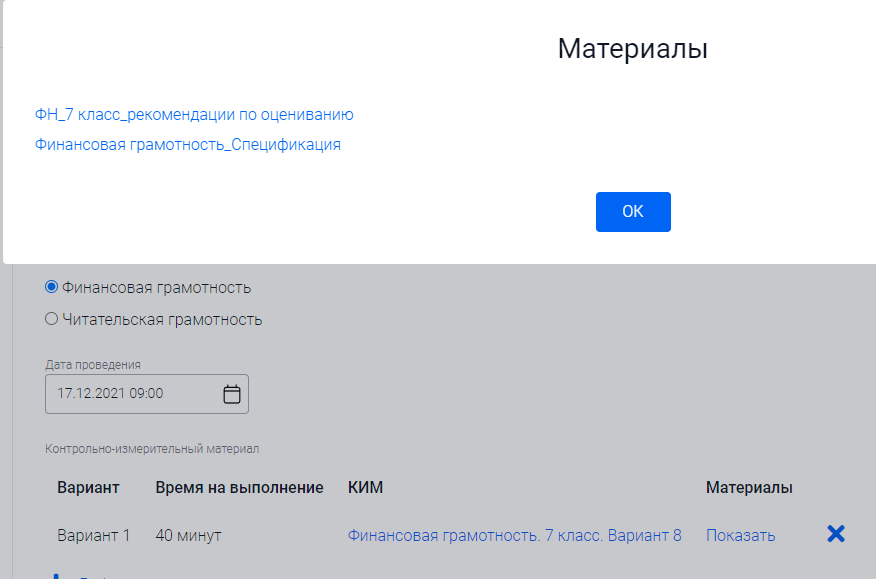 Материалы
ФН_7 класс_рекомендации по оцениванию
Финансовая грамотность_Спецификация
ОК
Финансовая грамотность
Читательская грамотность
Дата проведения
17.12.2021 09:00
Контрольно-измерительный материал
Вариант Время на выполнение КИМ Материалы
Вариант 1 40 минут Финансовая грамотность. 7 класс. Вариант 8 Показать